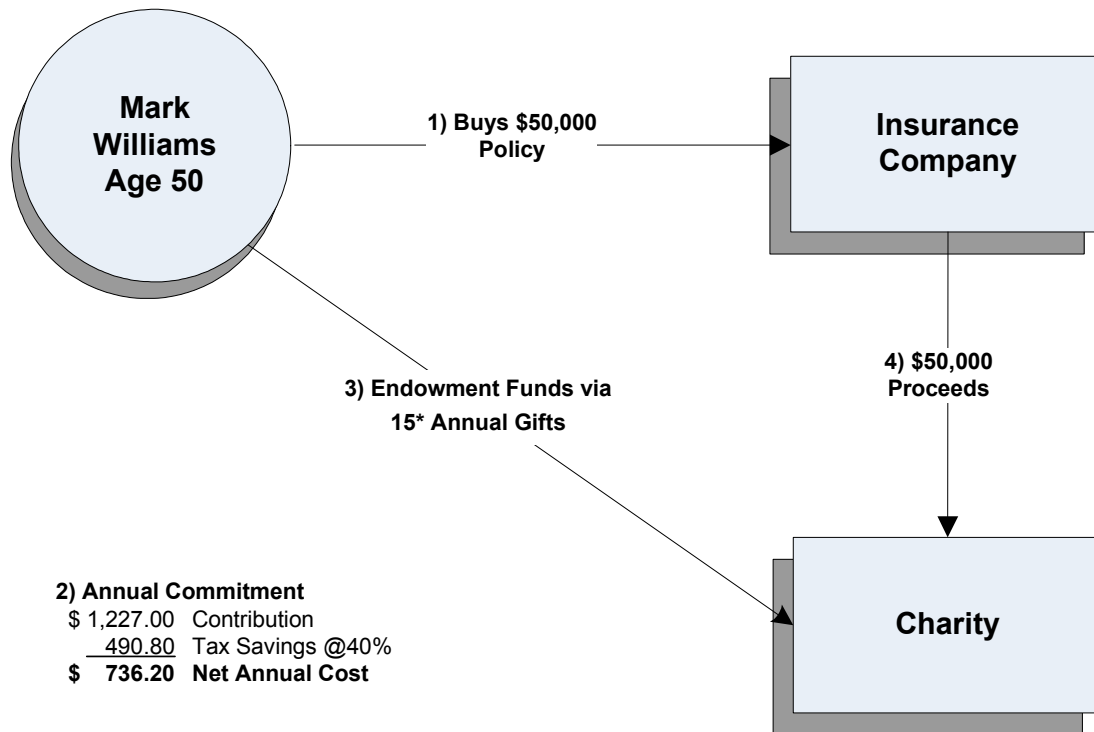 Mark
Williams
Age 50
1) Buys $50,000
Policy
Insurance
Company
3) Endowment Funds via
15* Annual Gifts
4) $50,000
Proceeds
2) Annual Commitment
$ 1,227.00 Contribution
490.80 Tax Savings @40%
$ 736.20 Net Annual Cost
Charity